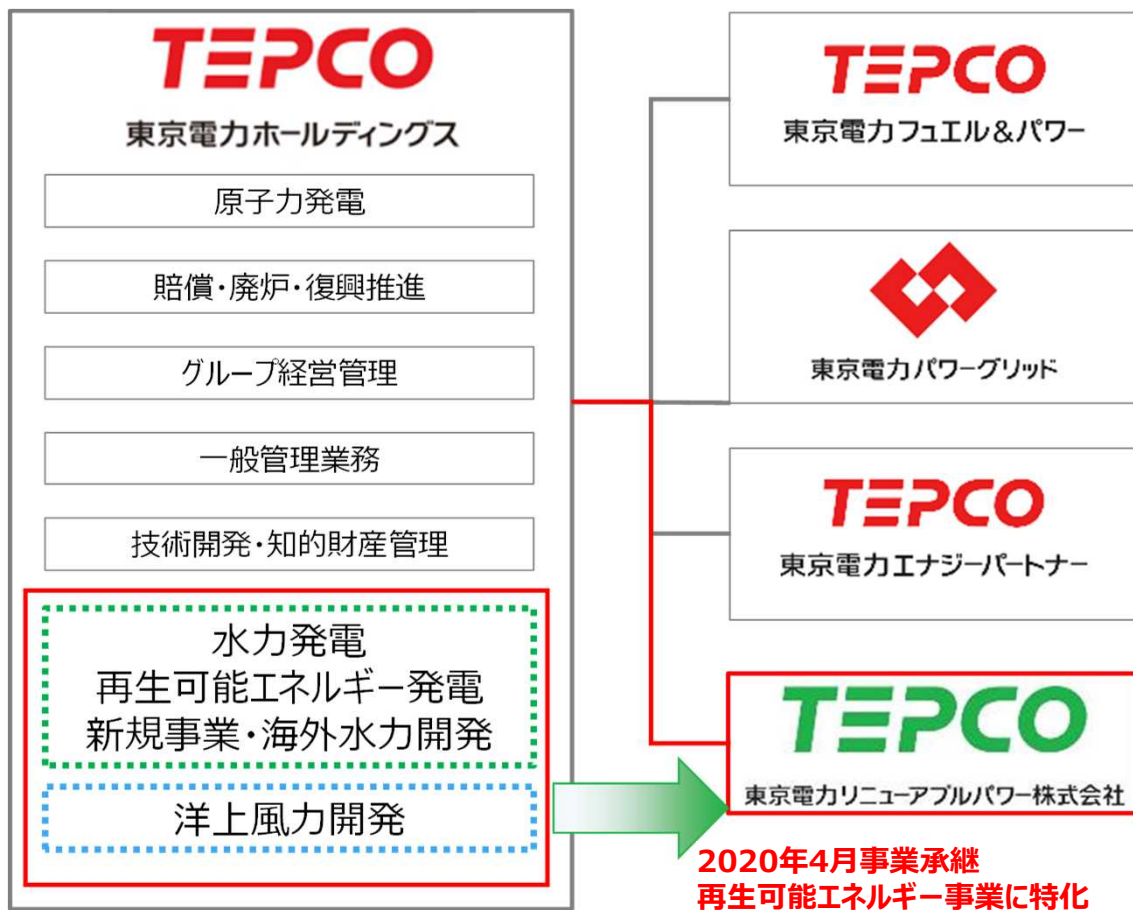 TEPCO
東京電力ホールディングス
原子力発電
賠償・廃炉・復興推進
グループ経営管理
一般管理業務
技術開発・知的財産管理
水力発電
再生可能エネルギー発電
新規事業・海外水力開発
洋上風力開発
TEPCO
東京電力フュエル&パワー
東京電力パワーグリッド
TEPCO
東京電力エナジーパートナー
TEPCO
東京電力リニューアブルパワー株式会社
2020年4月事業承継
再生可能エネルギー事業に特化